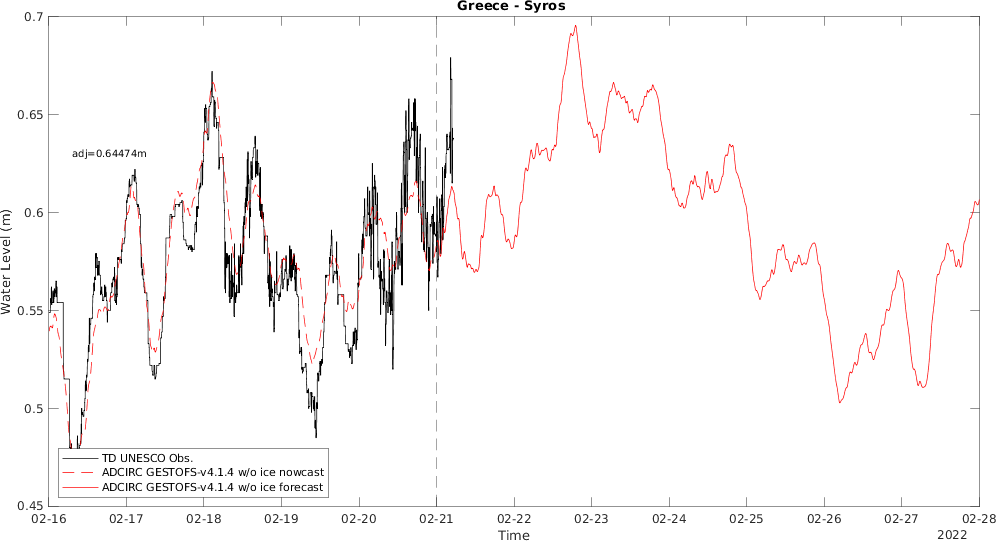 Greece - Syros
0.7
0.65
0.6
0.55
0.5
0.45
Water Level (m)
adj=0.64474m
TD UNESCO Obs.
ADCIRC GESTOFS-v4.1.4 w/o ice nowcast
ADCIRC GESTOFS-v4.1.4 w/o ice forecast
02-16 02-17 02-18 02-19 02-20 02-21 02-22 02-23 02-24 02-25 02-26 02-27 02-28
Time
2022